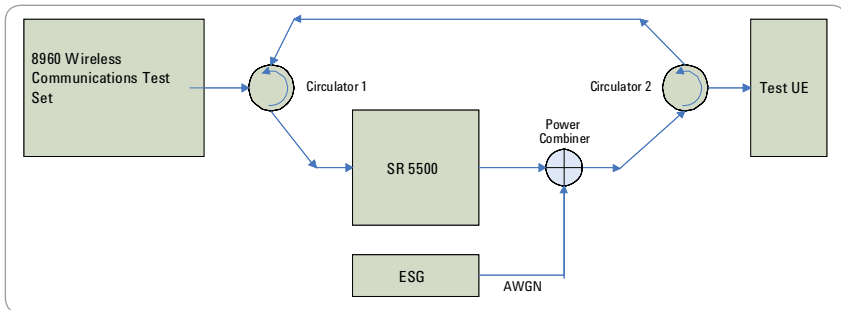 8960 Wireless
Communications Test
Set
Circulator 1
Circulator 2
Test UE
Power
Combiner
SR 5500
ESG
AWGN